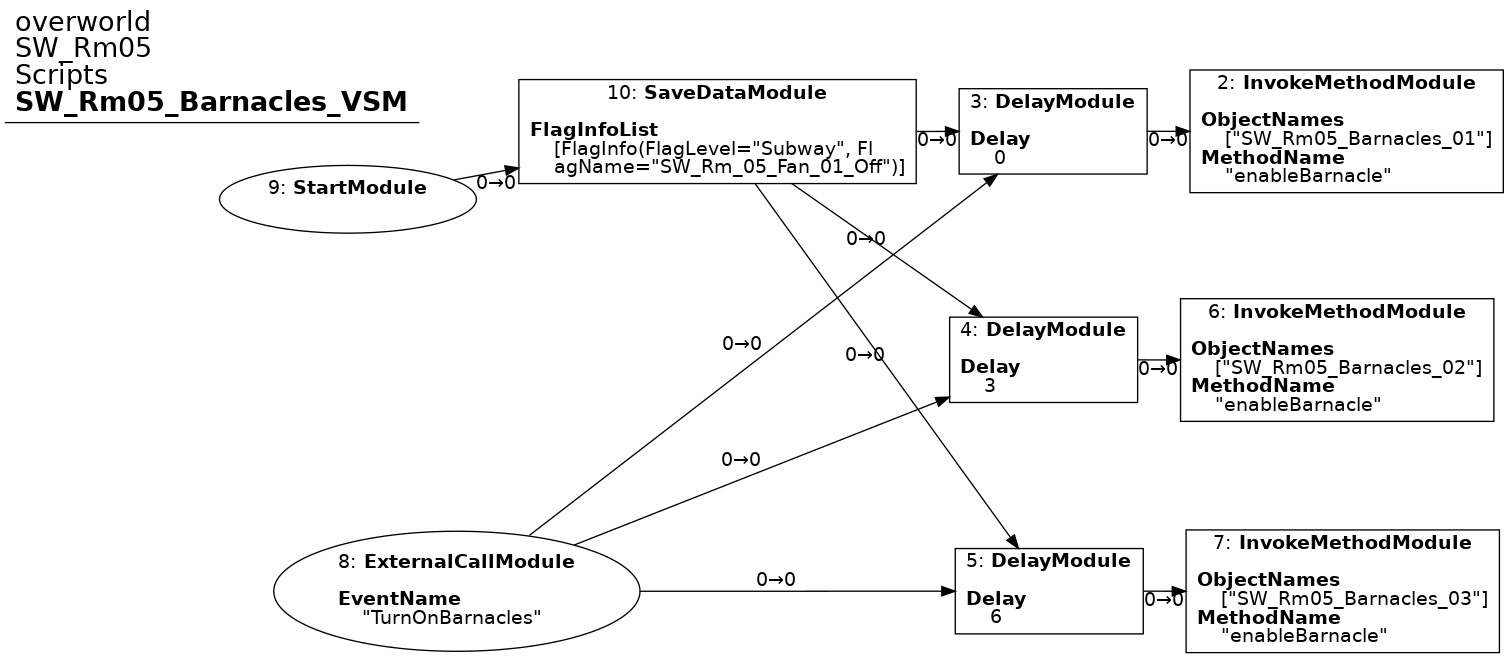 overworld
SW_Rm05
Scripts
SW_Rm05_Barnacles_VSM
9: StartModule
0→0
10: SaveDataModule
FlagInfoList
[FlagInfo(FlagLevel="Subway", Fl
agName="SW_Rm_05_Fan_01_Off")]
0→0
3: DelayModule
Delay
0
0→0
2: InvokeMethodModule
ObjectNames
["SW_Rm05_Barnacles_01"]
MethodName
"enableBarnacle"
0→0
0→0
0→0
4: DelayModule
Delay
3
0→0
6: InvokeMethodModule
ObjectNames
["SW_Rm05_Barnacles_02"]
MethodName
"enableBarnacle"
0→0
8: ExternalCallModule
EventName
"TurnOnBarnacles"
0→0
5: DelayModule
Delay
6
0→0
7: InvokeMethodModule
ObjectNames
["SW_Rm05_Barnacles_03"]
MethodName
"enableBarnacle"